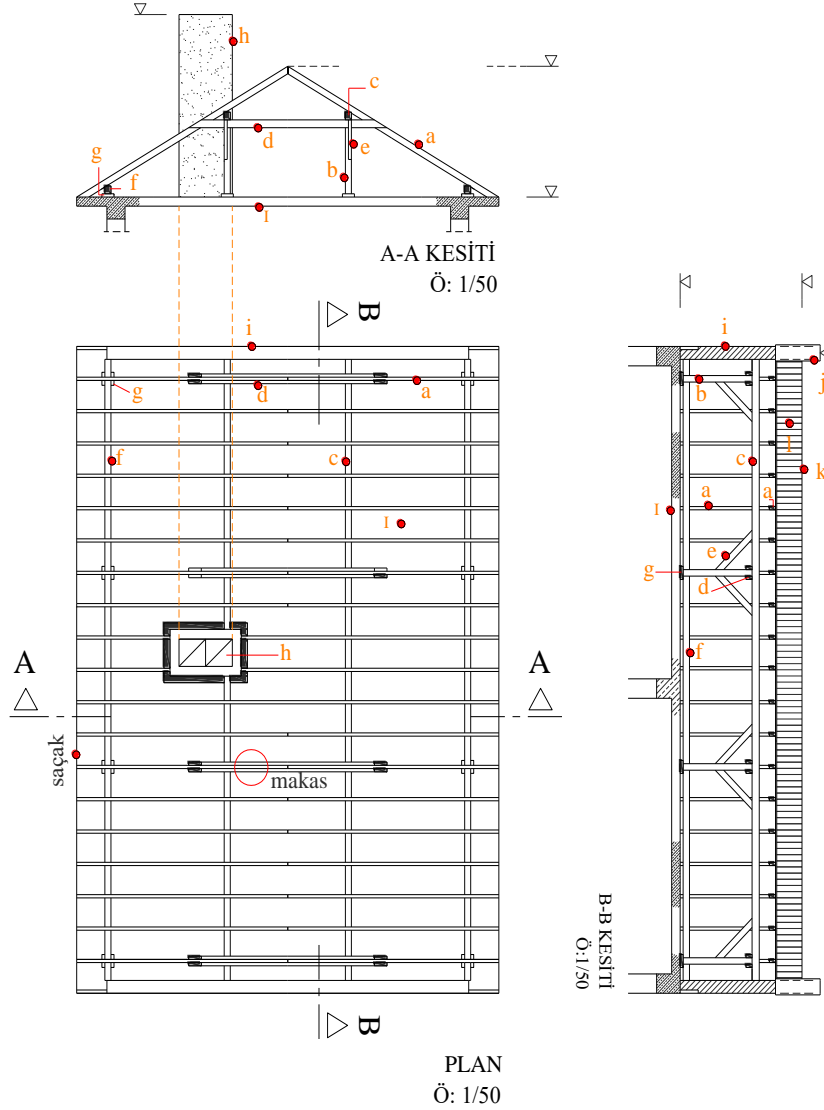 h
c
d
e
a
g
f
b
ı
A-A KESİTİ
Ö: 1/50
B
i
g
d
a
f
c
ı
h
A
A
saçak
makas
B
PLAN
Ö: 1/50
i
j
b
l
c
k
a
a
ı
e
g
d
f
B-B KESİTİ
Ö:1/50